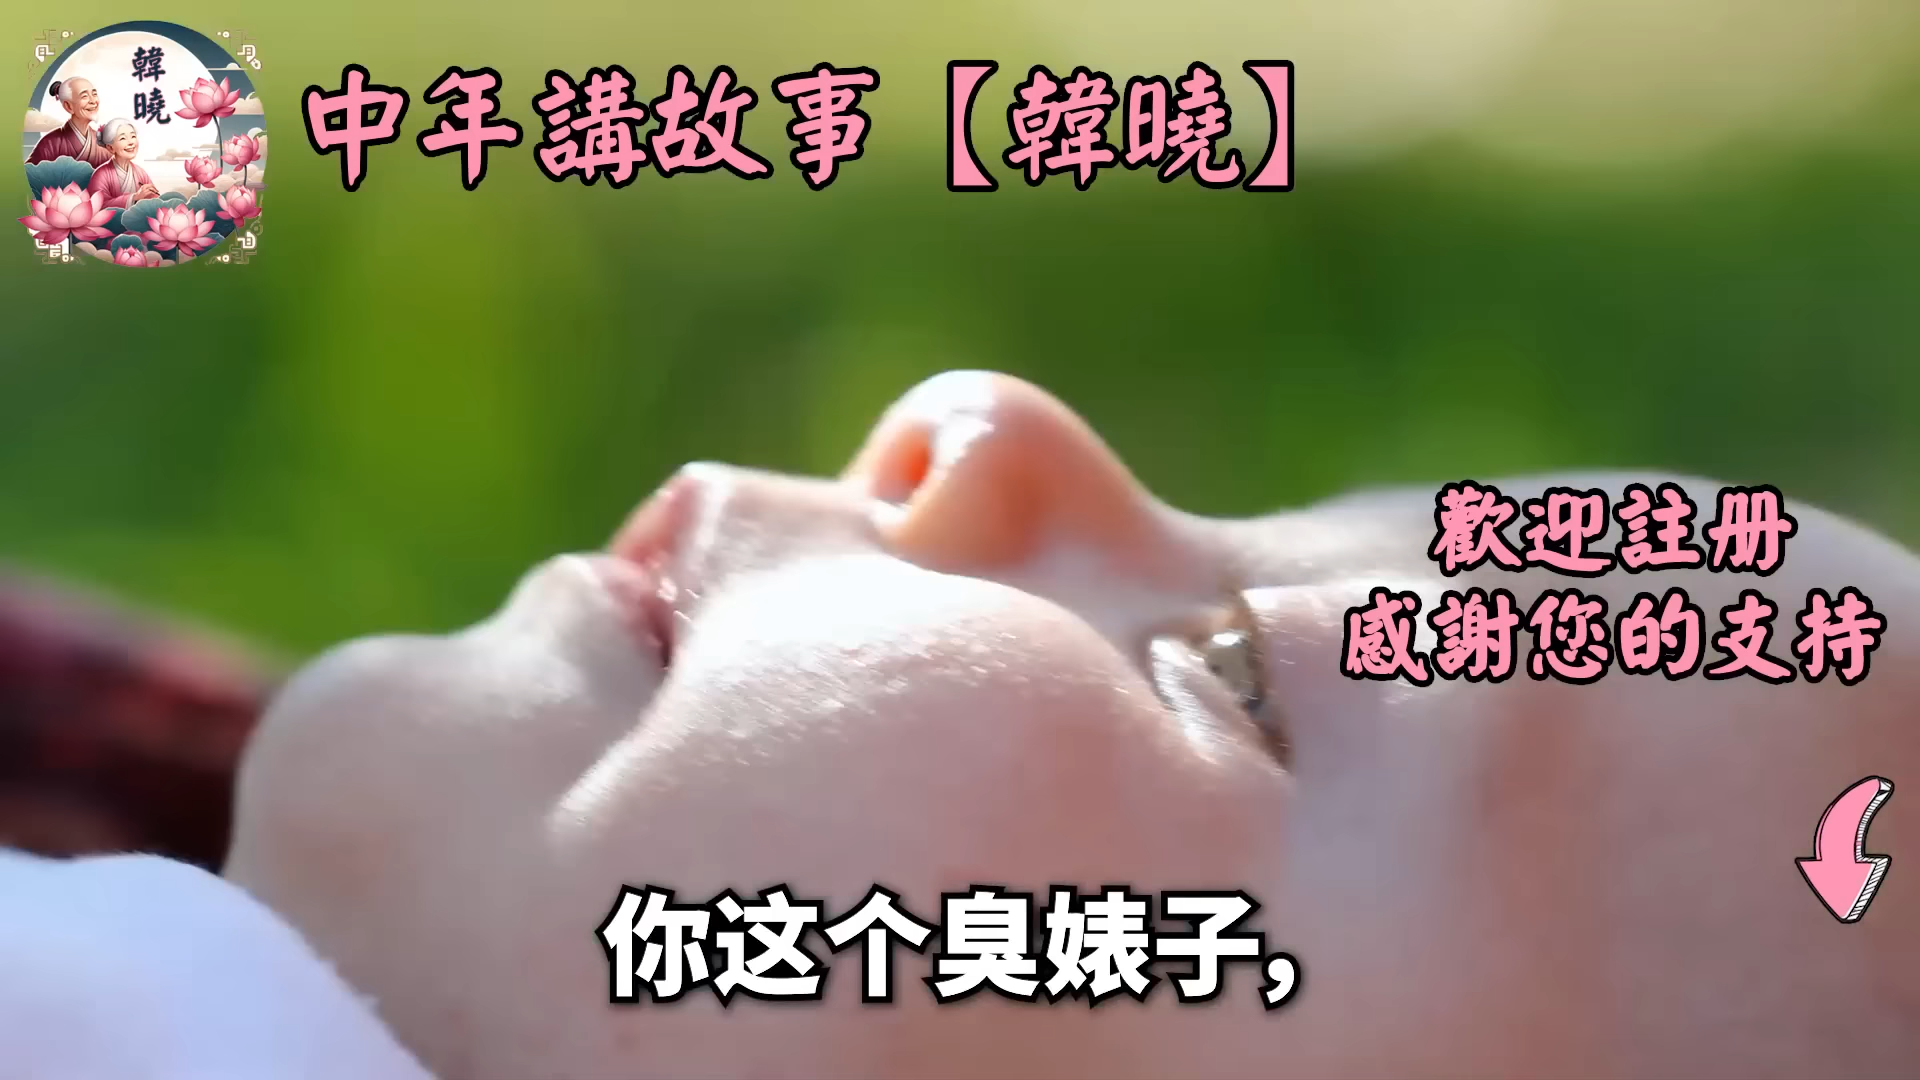 韓曉
中年講故事【韓曉】
歡迎註册
感謝您的支持
你这个臭婊子,